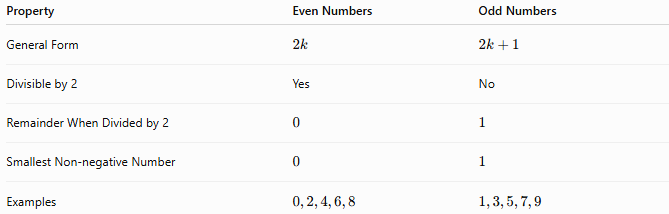 Property Even Numbers Odd Numbers
General Form 2k 2k + 1
Divisible by 2 Yes No
Remainder When Divided by 2 0 1
Smallest Non-negative Number 0 1
Examples 0, 2, 4, 6, 8 1, 3, 5, 7, 9